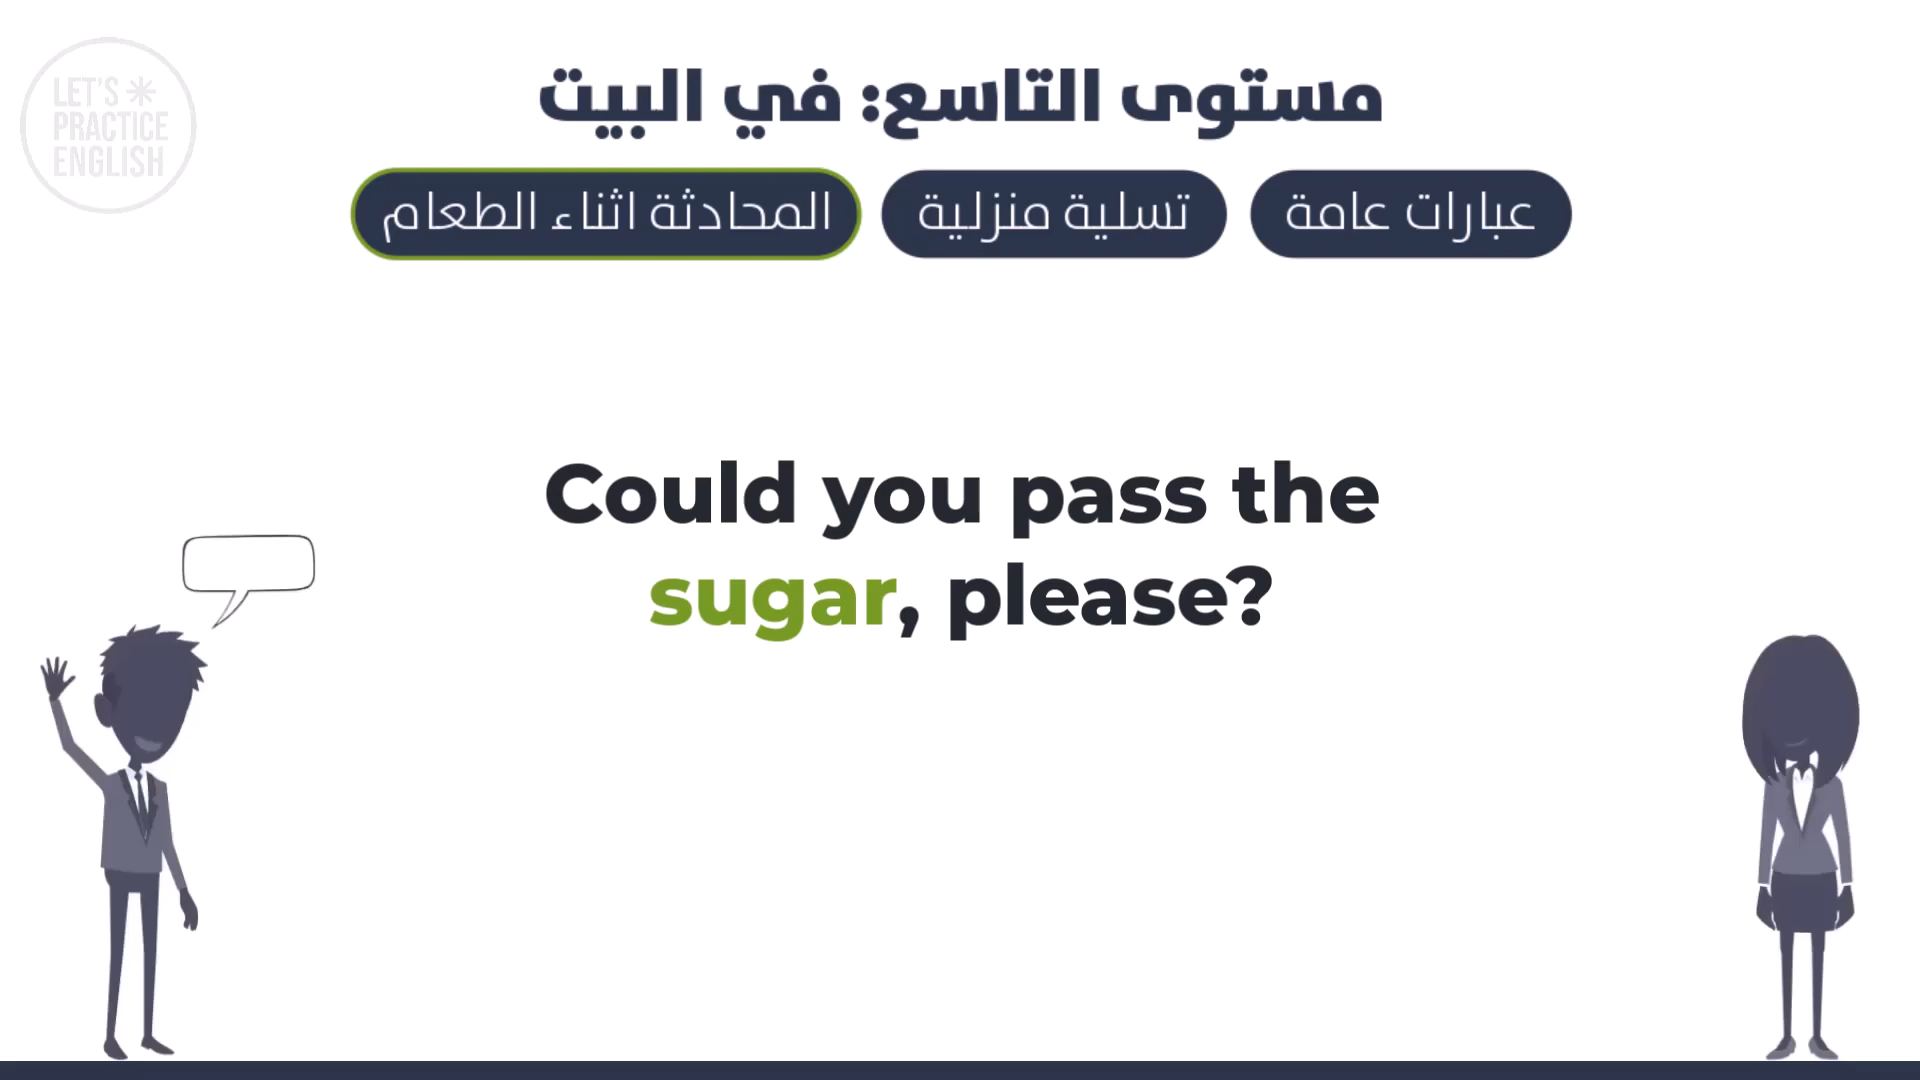 LET'S
PRACTICE
ENGLISH
مستوى التاسع: في البيت
عبارات عامة
تسلية منزلية
المحادثة اثناء الطعام
Could you pass the
sugar, please?